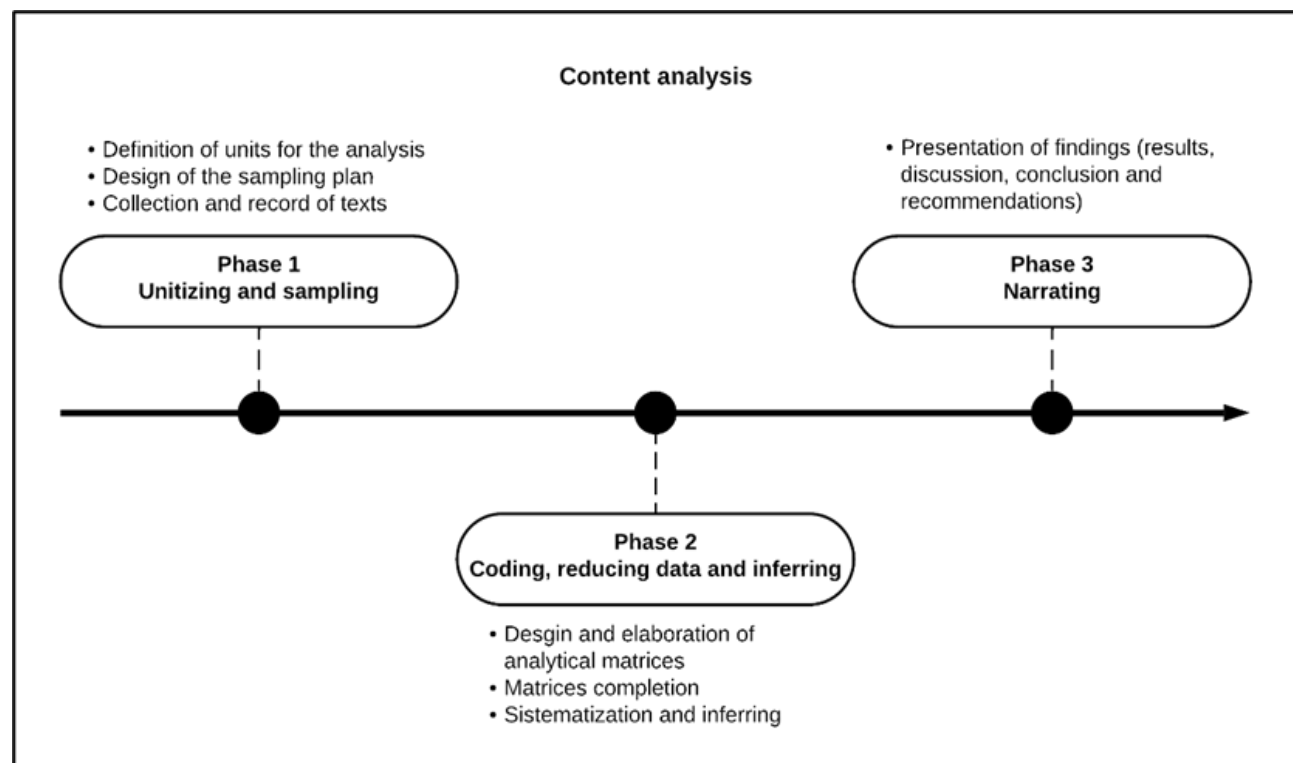 Content analysis
• Definition of units for the analysis
• Design of the sampling plan
• Collection and record of texts
Phase 1
Unitizing and sampling
• Presentation of findings (results,
discussion, conclusion and
recommendations)
Phase 3
Narrating
Phase 2
Coding, reducing data and inferring
• Desgin and elaboration of
analytical matrices
• Matrices completion
• Sistematization and inferring